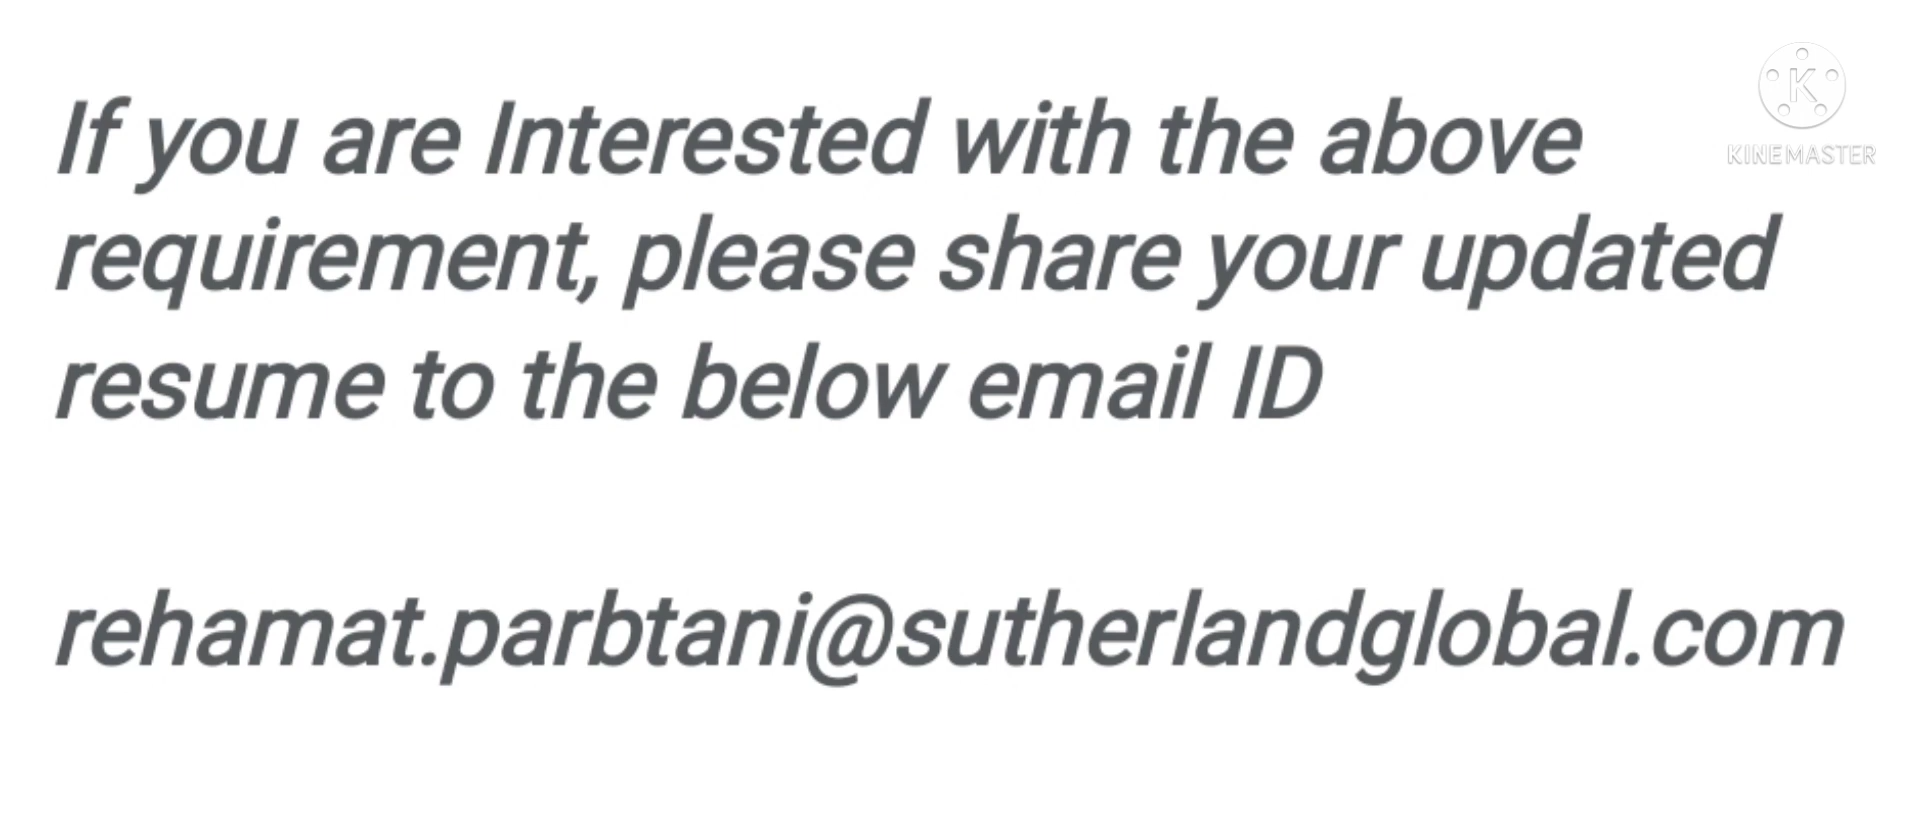 If you are Interested with the above
requirement, please share your updated
resume to the below email ID
rehamat.parbtani@sutherlandglobal.com
K
KINEMASTER